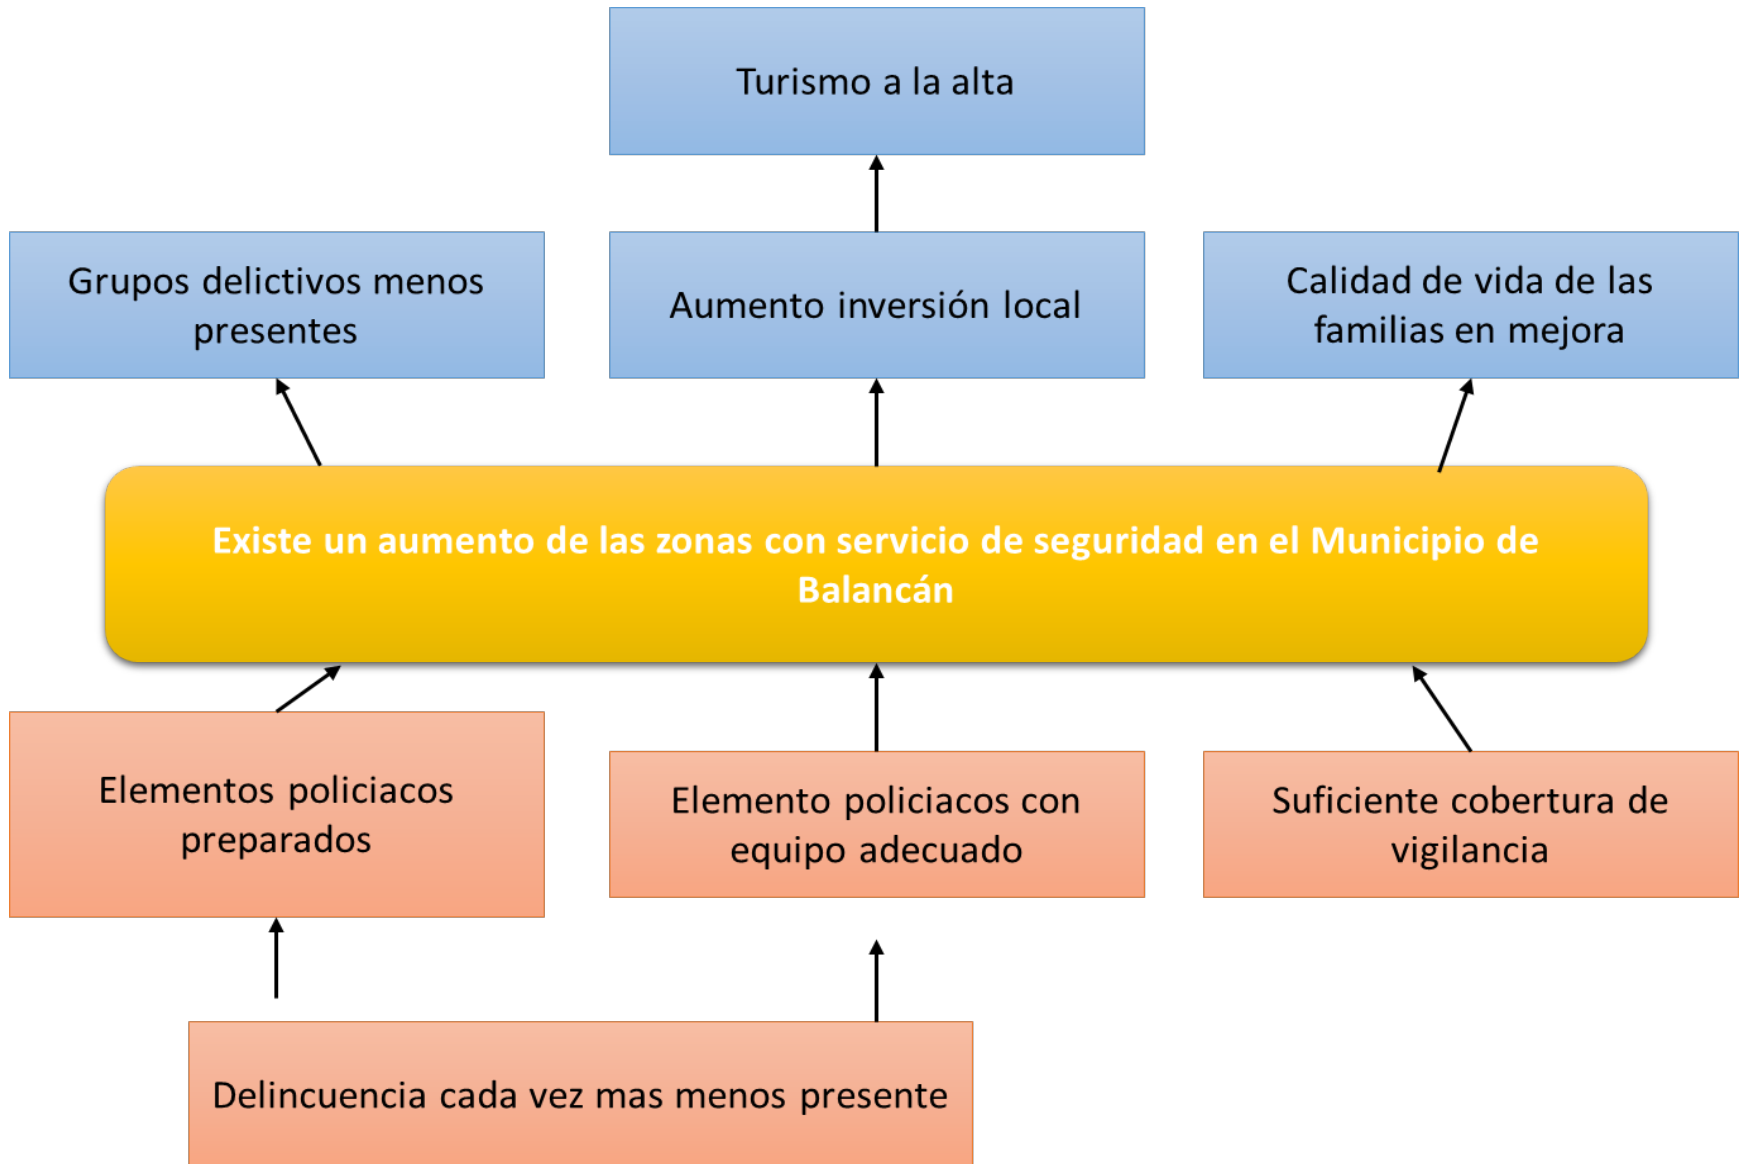 Turismo a la alta
Grupos delictivos menos
presentes
Aumento inversión local
Calidad de vida de las
familias en mejora
Existe un aumento de las zonas con servicio de seguridad en el Municipio de
Balancán
Elementos policiacos
preparados
Elemento policiacos con
equipo adecuado
Suficiente cobertura de
vigilancia
Delincuencia cada vez mas menos presente